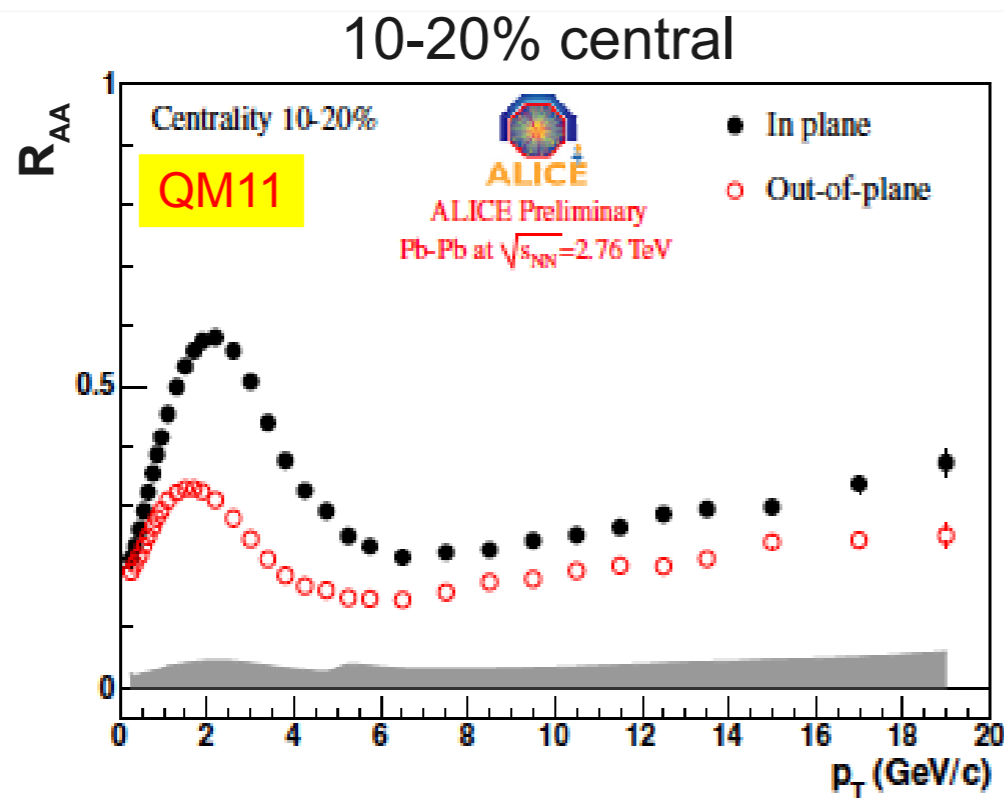 10-20% central
1
R_AA
Centrality 10-20%
QM11
ALICE
ALICE Preliminary
Pb-Pb at √s_NN=2.76 TeV
In plane
Out-of-plane
0.5
0
0 2 4 6 8 10 12 14 16 18 20
p_T (GeV/c)